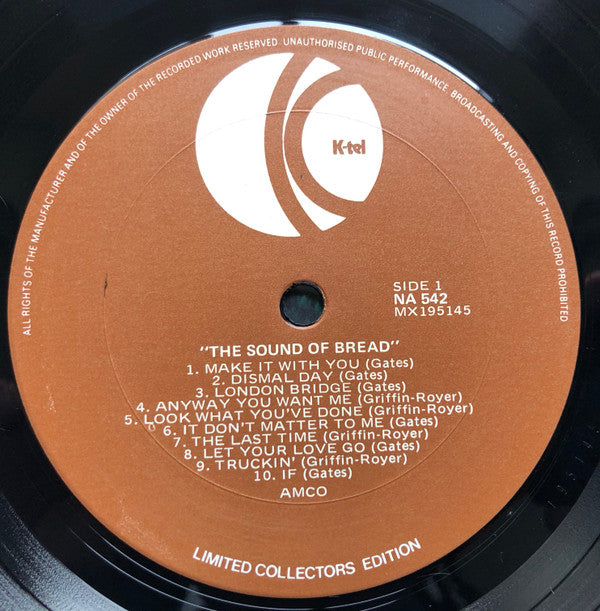 ALL RIGHTS OF THE MANUFACTURER AND OF THE OWNER OF THE RECORDED WORK RESERVED. UNAUTHORISED PUBLIC PERFORMANCE, BROADCASTING AND COPYING OF THIS RECORD PROHIBITED
K-tel
SIDE 1
NA 542
MX195145
"THE SOUND OF BREAD"
1. MAKE IT WITH YOU (Gates)
2. DISMAL DAY (Gates)
3. LONDON BRIDGE (Gates)
4. ANYWAY YOU WANT ME (Griffin-Royer)
5. LOOK WHAT YOU'VE DONE (Griffin-Royer)
6. IT DON'T MATTER TO ME (Gates)
7. THE LAST TIME (Griffin-Royer)
8. LET YOUR LOVE GO (Gates)
9. TRUCKIN' (Griffin-Royer)
10. IF (Gates)
AMCO
LIMITED COLLECTORS EDITION